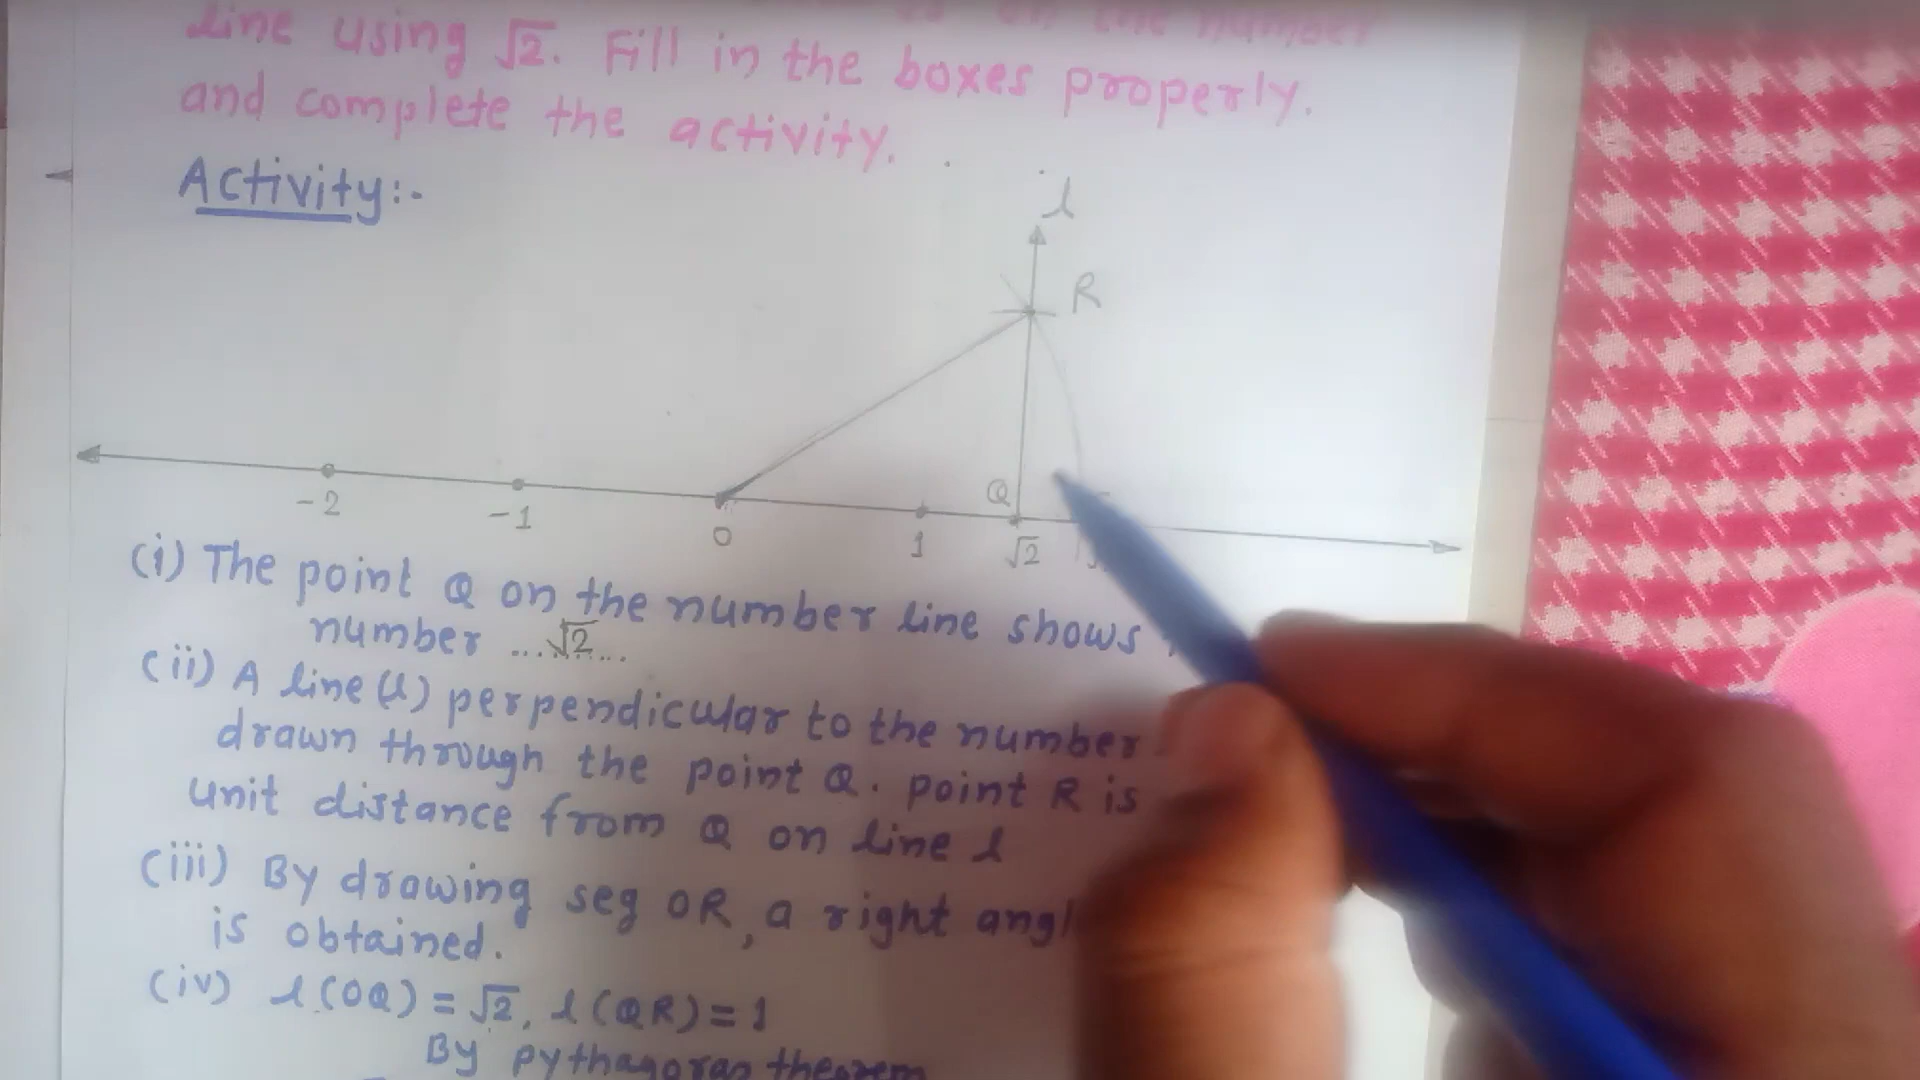 on the number
line using √2. Fill in the boxes properly.
and complete the activity.
Activity:-
l
R
Q
-2 -1 0 1 √2
(i) The point Q on the number line shows
number ...√2...
(ii) A line (l) perpendicular to the number
drawn through the point Q. point R is
unit distance from Q on line l
(iii) By drawing seg OR, a right
is obtained.
(iv) l(OQ) = √2, l(QR) = 1
By pythagoras theorem